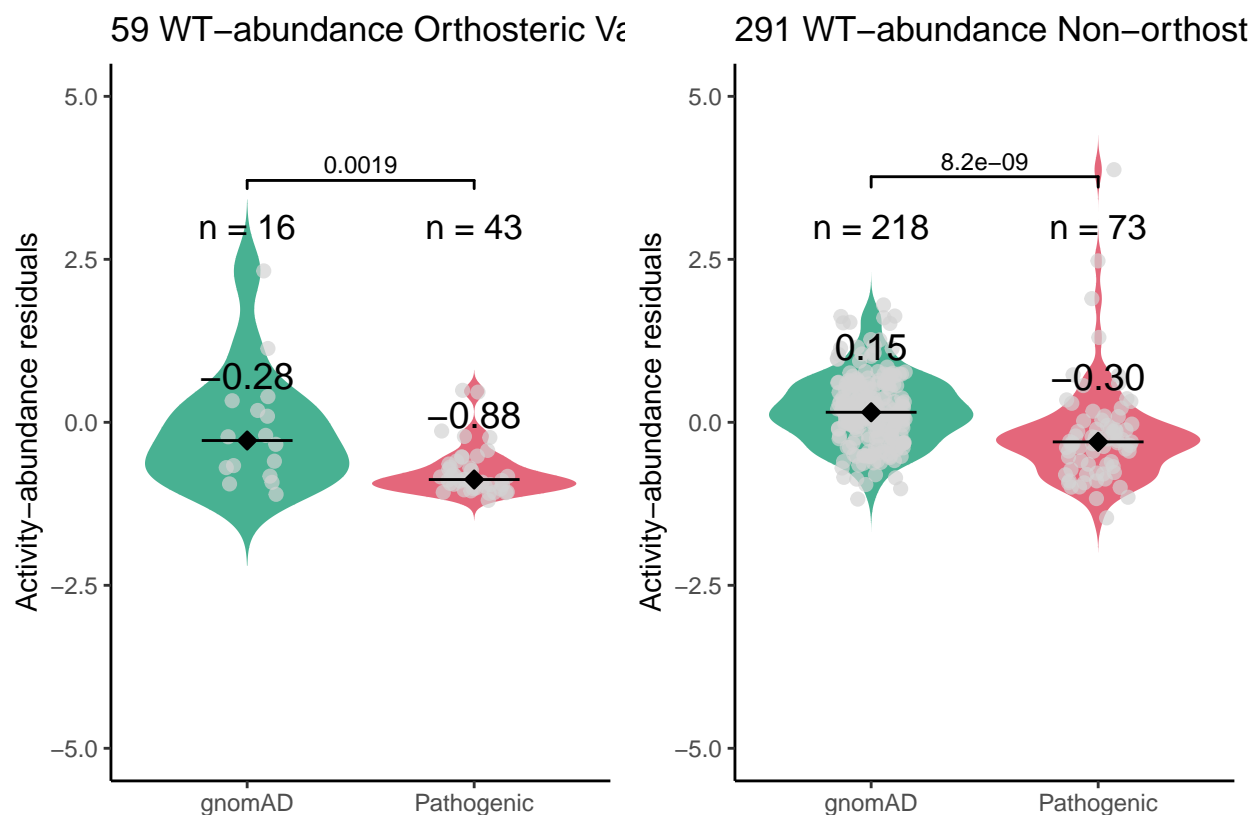 59 WT−abundance Orthosteric Va
5.0
2.5
0.0
−2.5
−5.0
Activity−abundance residuals
0.0019
n = 16
n = 43
−0.28
−0.88
gnomAD
Pathogenic
291 WT−abundance Non−orthost
5.0
2.5
0.0
−2.5
−5.0
Activity−abundance residuals
8.2e−09
n = 218
n = 73
0.15
−0.30
gnomAD
Pathogenic